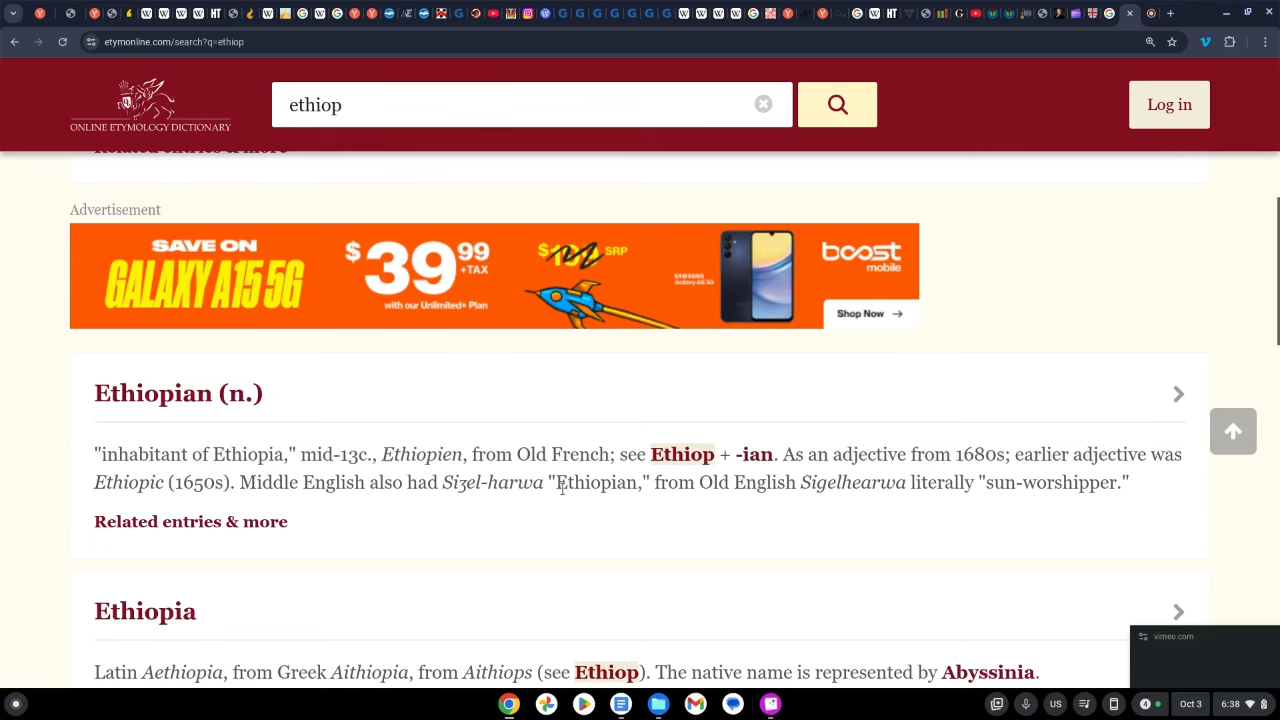 etymonline.com/search?q=ethiop
ONLINE ETYMOLOGY DICTIONARY
ethiop
Log in
Related entries & more
Advertisement
SAVE ON
GALAXY A15 5G
$39 99 +TAX
with our Unlimited+ Plan
SRP
SAMSUNG
Galaxy A15 5G
boost
mobile
Shop Now →
Ethiopian (n.)
"inhabitant of Ethiopia," mid-13c., Ethiopien, from Old French; see Ethiop + -ian. As an adjective from 1680s; earlier adjective was
Ethiopic (1650s). Middle English also had Siȝel-harwa "Ethiopian," from Old English Sigelhearwa literally "sun-worshipper."
Related entries & more
Ethiopia
Latin Aethiopia, from Greek Aithiopia, from Aithiops (see Ethiop). The native name is represented by Abyssinia.
vimeo.com
US
4
Oct 3
6:38